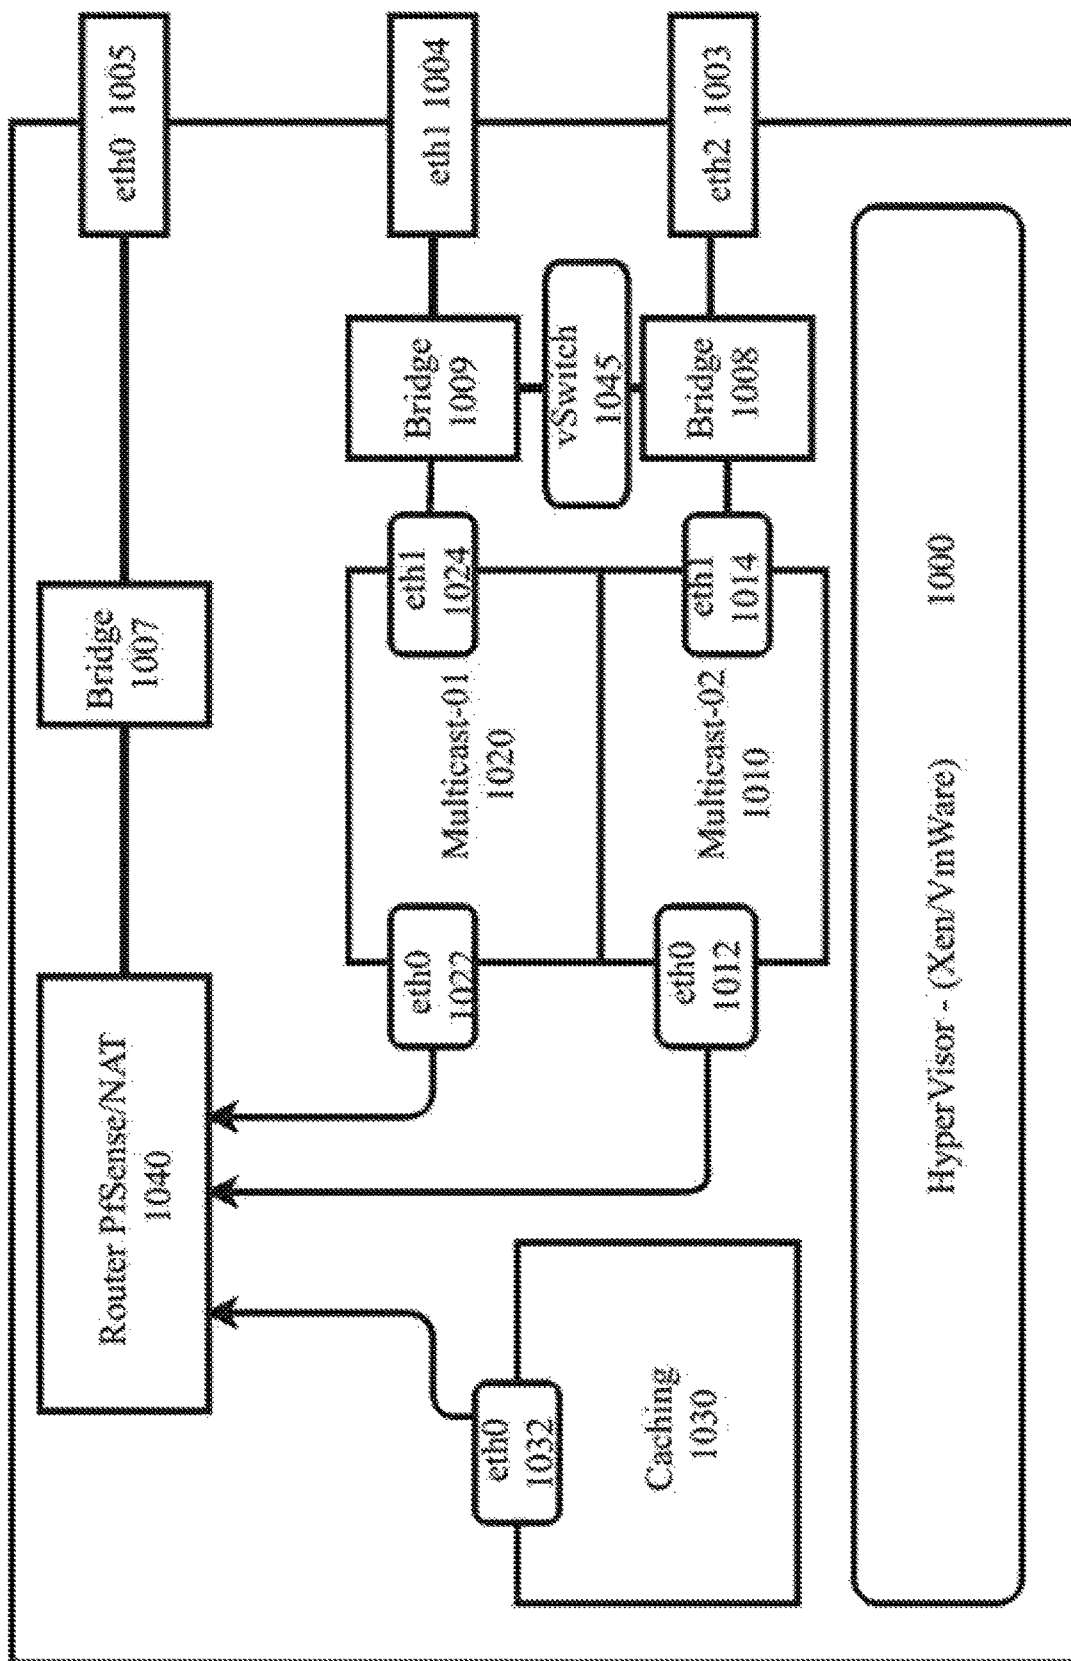 eth0 1005
eth1 1004
eth2 1003
Bridge
1007
Bridge
1009
vSwitch
1045
Bridge
1008
eth1
1024
eth1
1014
Multicast-01
1020
Multicast-02
1010
eth0
1022
eth0
1012
Router PfSense/NAT
1040
eth0
1032
Caching
1030
HyperVisor - (Xen/VmWare) 1000